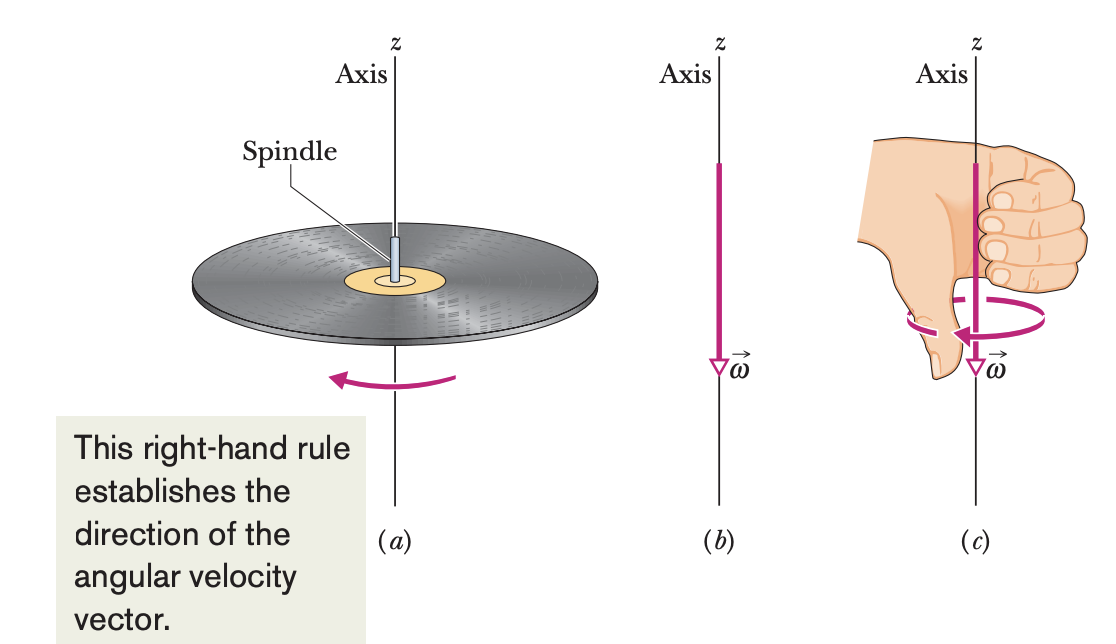 z
Axis
Spindle
(a)
z
Axis
ω⃗
(b)
z
Axis
ω⃗
(c)
This right-hand rule
establishes the
direction of the
angular velocity
vector.